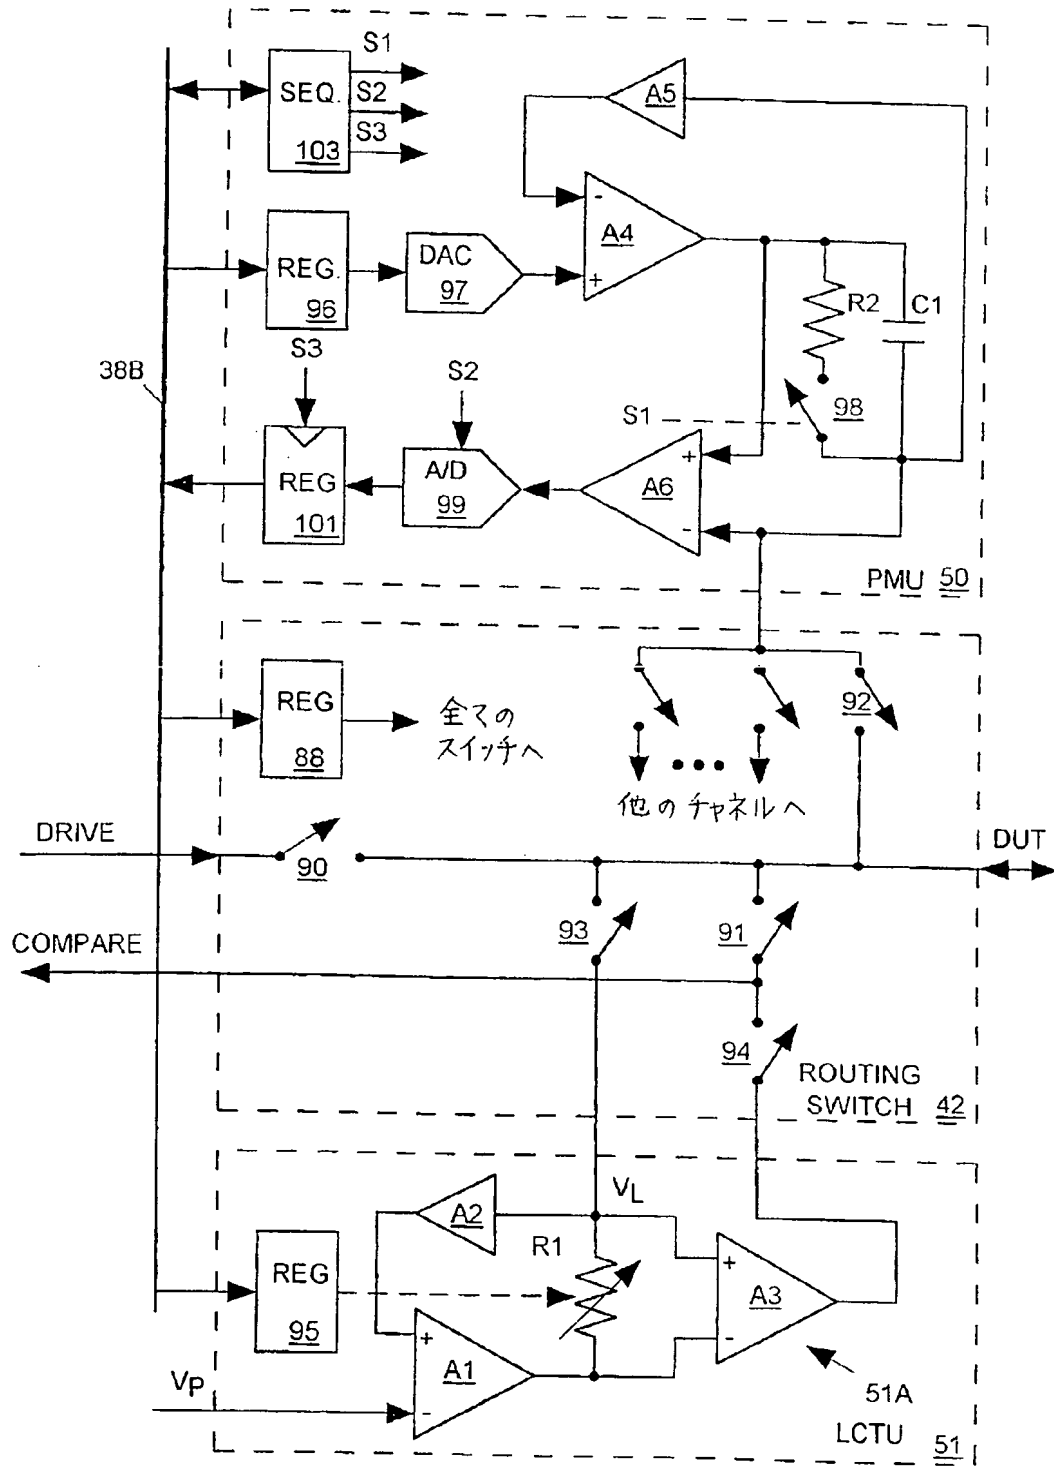 S1
SEQ.
S2
S3
103
A5
A4
-
+
REG.
96
DAC
97
R2
C1
38B
S3
S2
S1
98
REG
101
A/D
99
A6
+
-
PMU 50
REG
88
全ての
スイッチへ
92
他のチャネルへ
DRIVE
90
DUT
93
91
COMPARE
94
ROUTING
SWITCH 42
A2
VL
R1
REG
95
A3
+
-
A1
+
-
VP
51A
LCTU 51